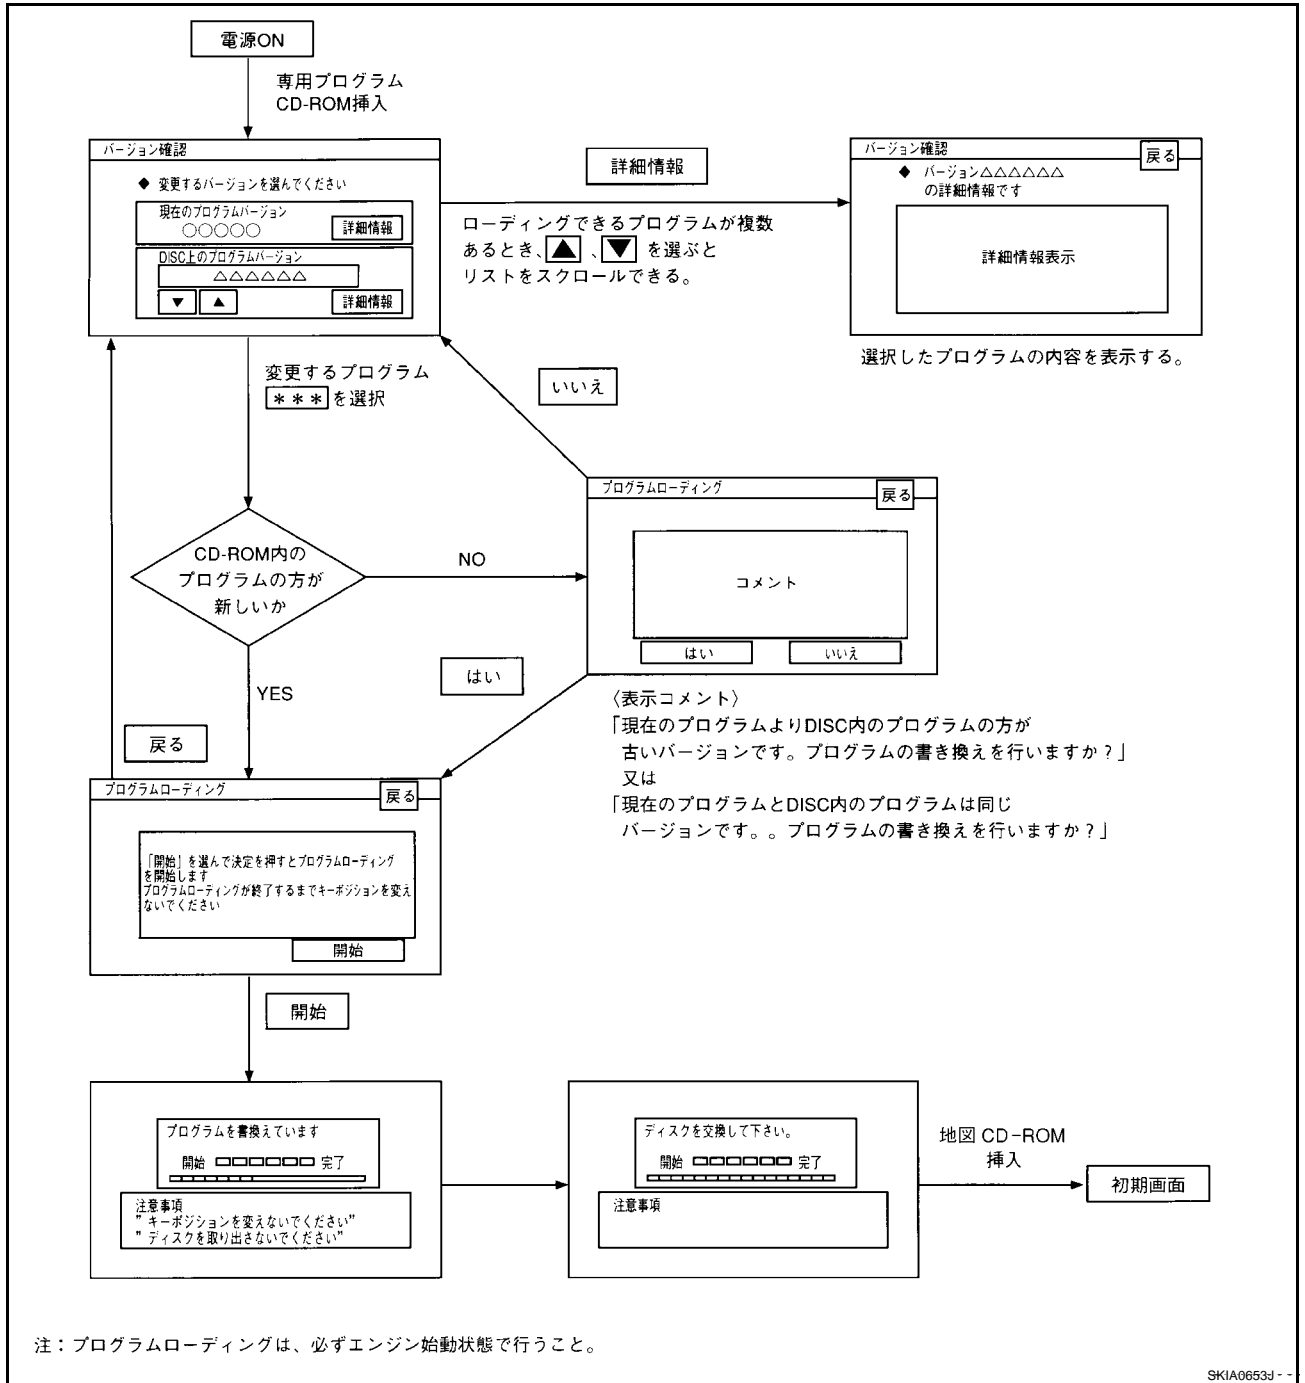 電源ON
専用プログラム
CD-ROM挿入
バージョン確認
◆ 変更するバージョンを選んでください
現在のプログラムバージョン
○○○○○
詳細情報
DISC上のプログラムバージョン
△△△△△△
▼ ▲
詳細情報
詳細情報
ローディングできるプログラムが複数
あるとき、▲、▼を選ぶと
リストをスクロールできる。
バージョン確認
戻る
◆ バージョン△△△△△△
の詳細情報です
詳細情報表示
選択したプログラムの内容を表示する。
変更するプログラム
***を選択
いいえ
CD-ROM内の
プログラムの方が
新しいか
NO
YES
プログラムローディング
戻る
コメント
はい
いいえ
はい
〈表示コメント〉
「現在のプログラムよりDISC内のプログラムの方が
古いバージョンです。プログラムの書き換えを行いますか？」
又は
「現在のプログラムとDISC内のプログラムは同じ
バージョンです。。プログラムの書き換えを行いますか？」
戻る
プログラムローディング
戻る
「開始」を選んで決定を押すとプログラムローディング
を開始します
プログラムローディングが終了するまでキーポジションを変え
ないでください
開始
開始
プログラムを書換えています
開始 完了
注意事項
" キーポジションを変えないでください"
" ディスクを取り出さないでください"
ディスクを交換して下さい。
開始 完了
注意事項
地図 CD-ROM
挿入
初期画面
注：プログラムローディングは、必ずエンジン始動状態で行うこと。
SKIA0653J